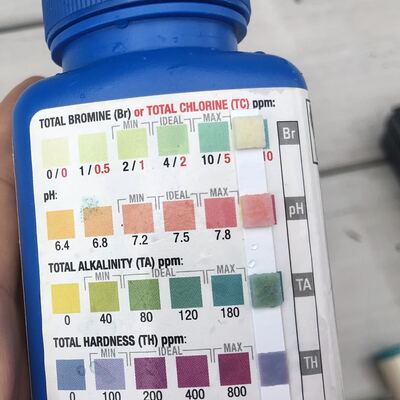 TOTAL BROMINE (Br) or TOTAL CHLORINE (TC) ppm:
MIN IDEAL MAX
0 / 0 1 / 0.5 2 / 1 4 / 2 10 / 5 10
Br
pH: MIN IDEAL MAX
6.4 6.8 7.2 7.5 7.8
pH
TOTAL ALKALINITY (TA) ppm:
MIN IDEAL MAX
0 40 80 120 180
TA
TOTAL HARDNESS (TH) ppm:
MIN IDEAL MAX
0 100 200 400 800
TH